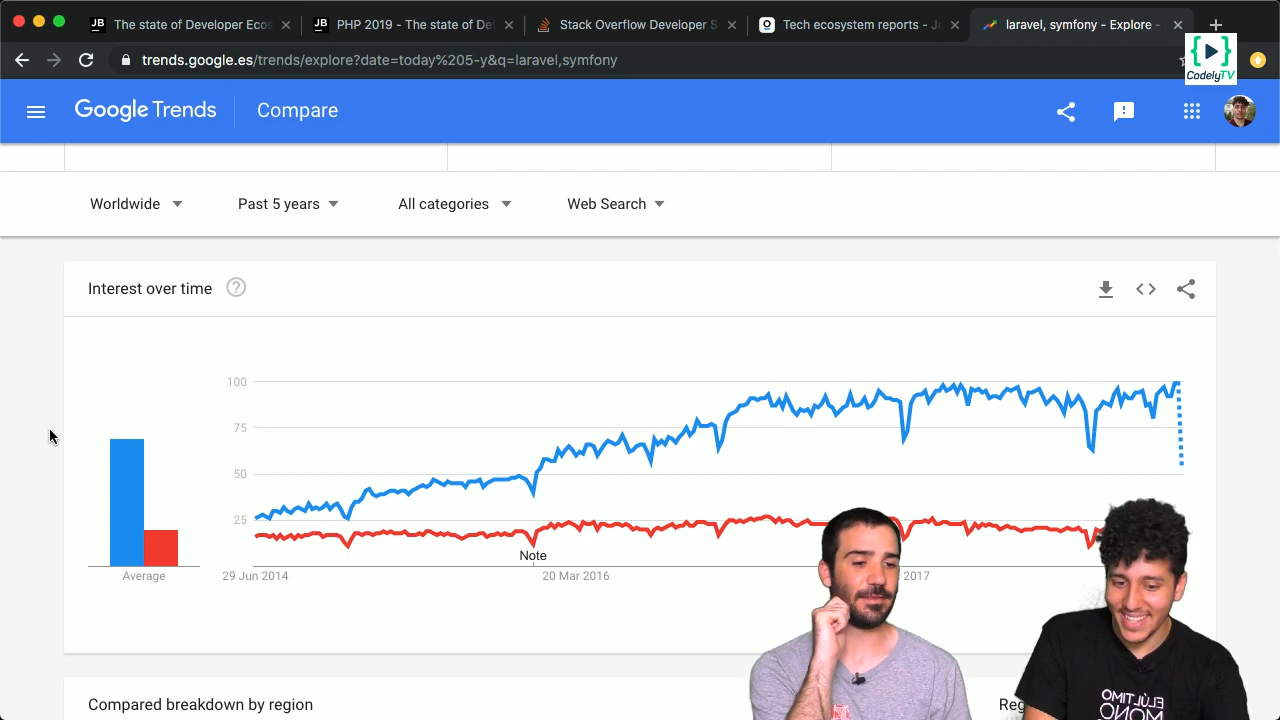 The state of Developer Ecos
PHP 2019 - The state of De
Stack Overflow Developer S
Tech ecosystem reports - J
laravel, symfony - Explore -
trends.google.es/trends/explore?date=today%205-y&q=laravel,symfony
CodelyTV
Google Trends
Compare
Worldwide
Past 5 years
All categories
Web Search
Interest over time
100
75
50
25
Note
Average
29 Jun 2014
20 Mar 2016
2017
Compared breakdown by region
Reg
ELÚLTIMO
MONO